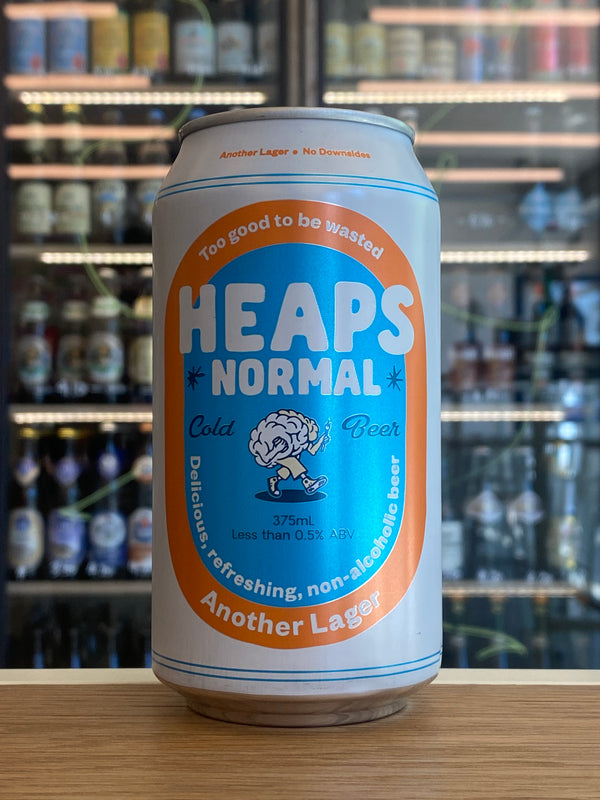 Another Lager • No Downsides
Too good to be wasted
HEAPS
NORMAL
Cold Beer
375mL
Less than 0.5% ABV
Delicious, refreshing, non-alcoholic beer
Another Lager